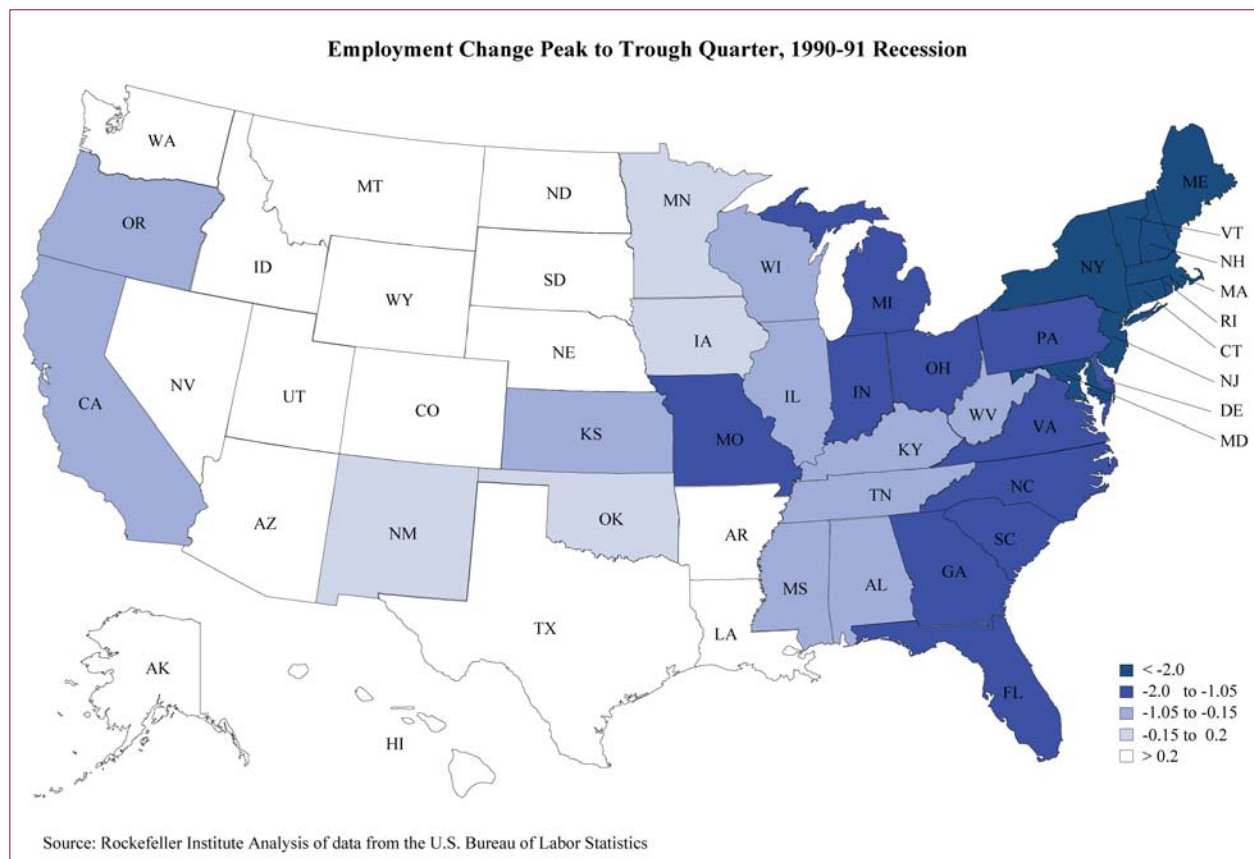 Employment Change Peak to Trough Quarter, 1990-91 Recession
WA
MT
ND
MN
ME
OR
VT
ID
SD
WI
NH
WY
NY
MA
MI
RI
IA
PA
CT
NE
NJ
NV
OH
UT
IL
IN
DE
CA
CO
WV
KS
MO
VA
MD
KY
NC
TN
AZ
OK
NM
AR
SC
GA
MS
AL
TX
LA
AK
FL
HI
< -2.0
-2.0 to -1.05
-1.05 to -0.15
-0.15 to 0.2
> 0.2
Source: Rockefeller Institute Analysis of data from the U.S. Bureau of Labor Statistics